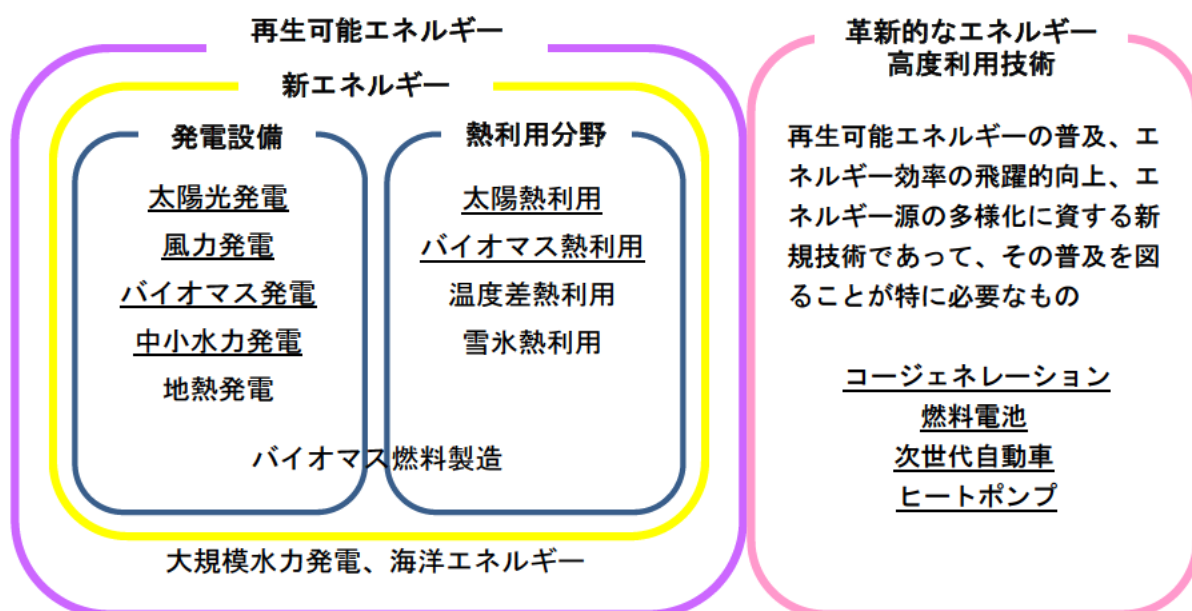 再生可能エネルギー
新エネルギー
発電設備
太陽光発電
風力発電
バイオマス発電
中小水力発電
地熱発電
熱利用分野
太陽熱利用
バイオマス熱利用
温度差熱利用
雪氷熱利用
バイオマス燃料製造
大規模水力発電、海洋エネルギー
革新的なエネルギー
高度利用技術
再生可能エネルギーの普及、エ
ネルギー効率の飛躍的向上、エ
ネルギー源の多様化に資する新
規技術であって、その普及を図
ることが特に必要なもの
コージェネレーション
燃料電池
次世代自動車
ヒートポンプ